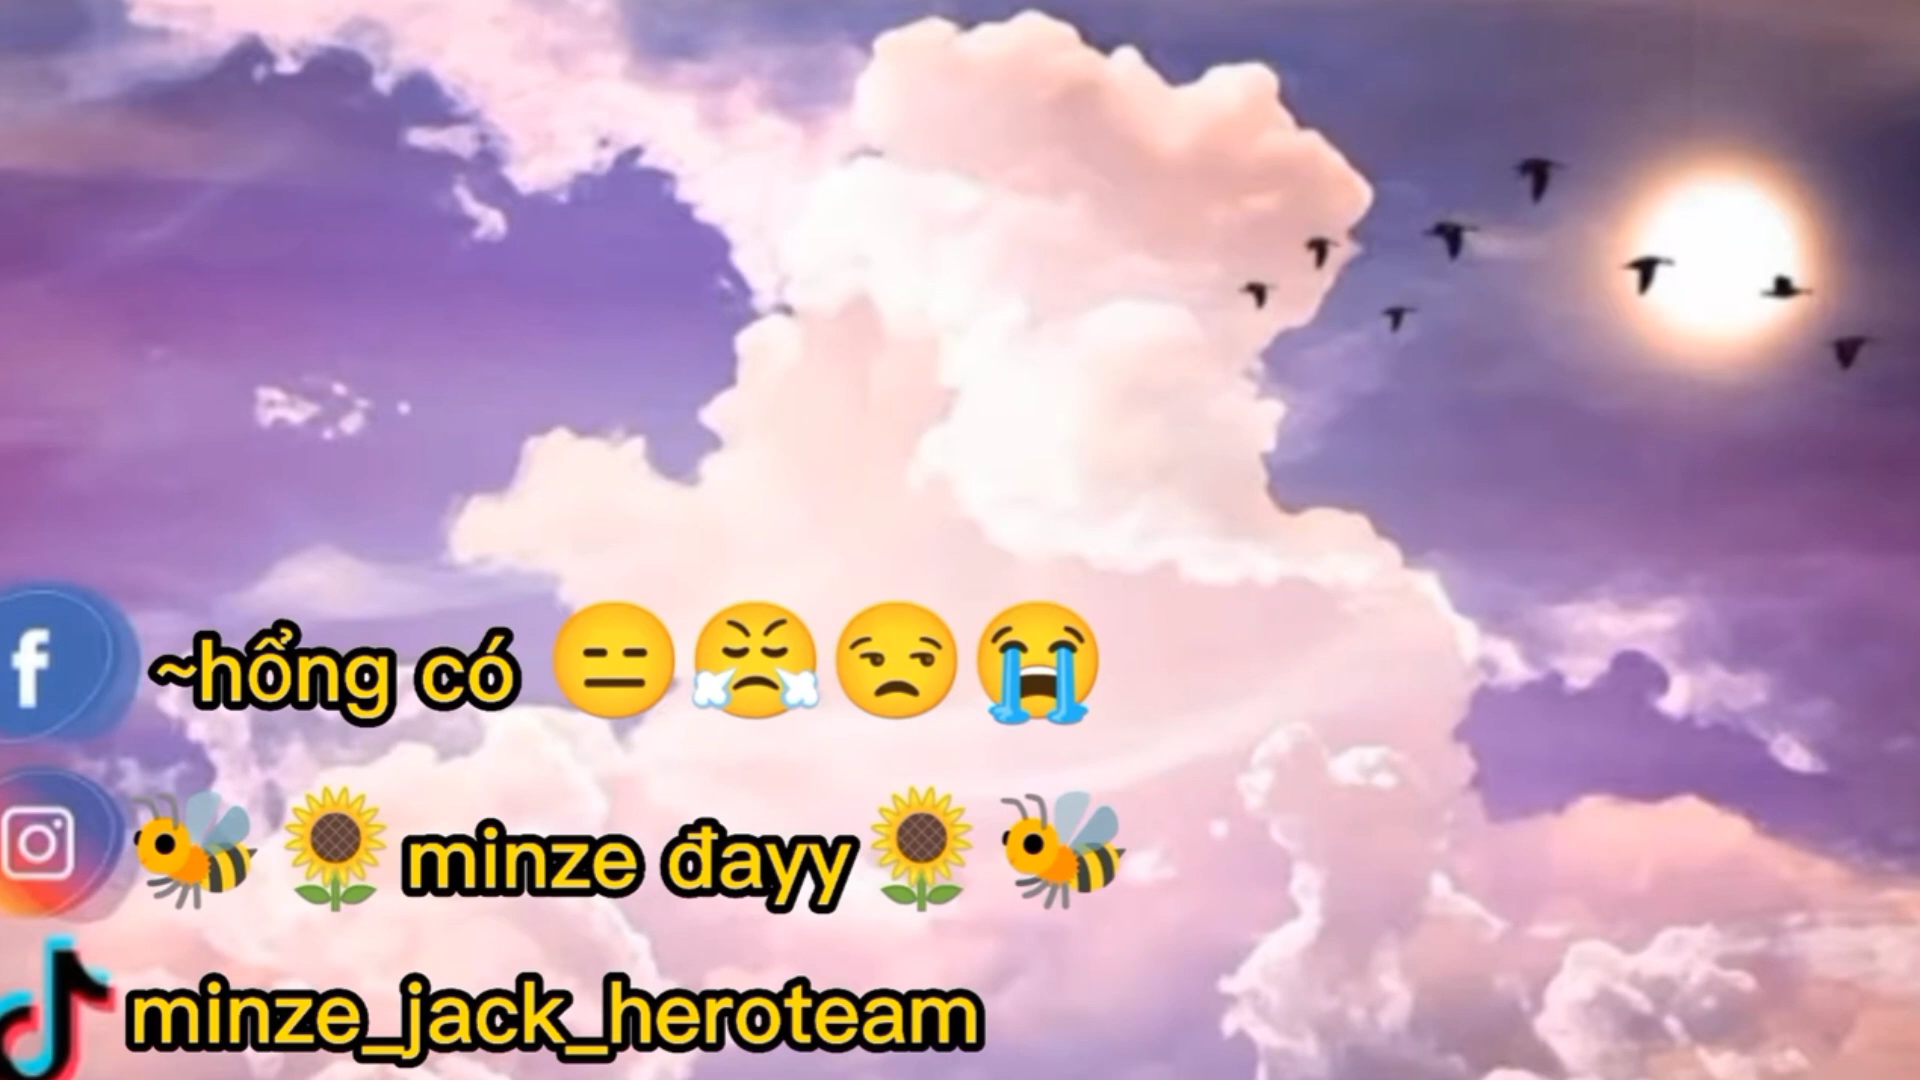 ~hổng có 😑😤😒😭
🐝🌻minze đayy🌻🐝
minze_jack_heroteam